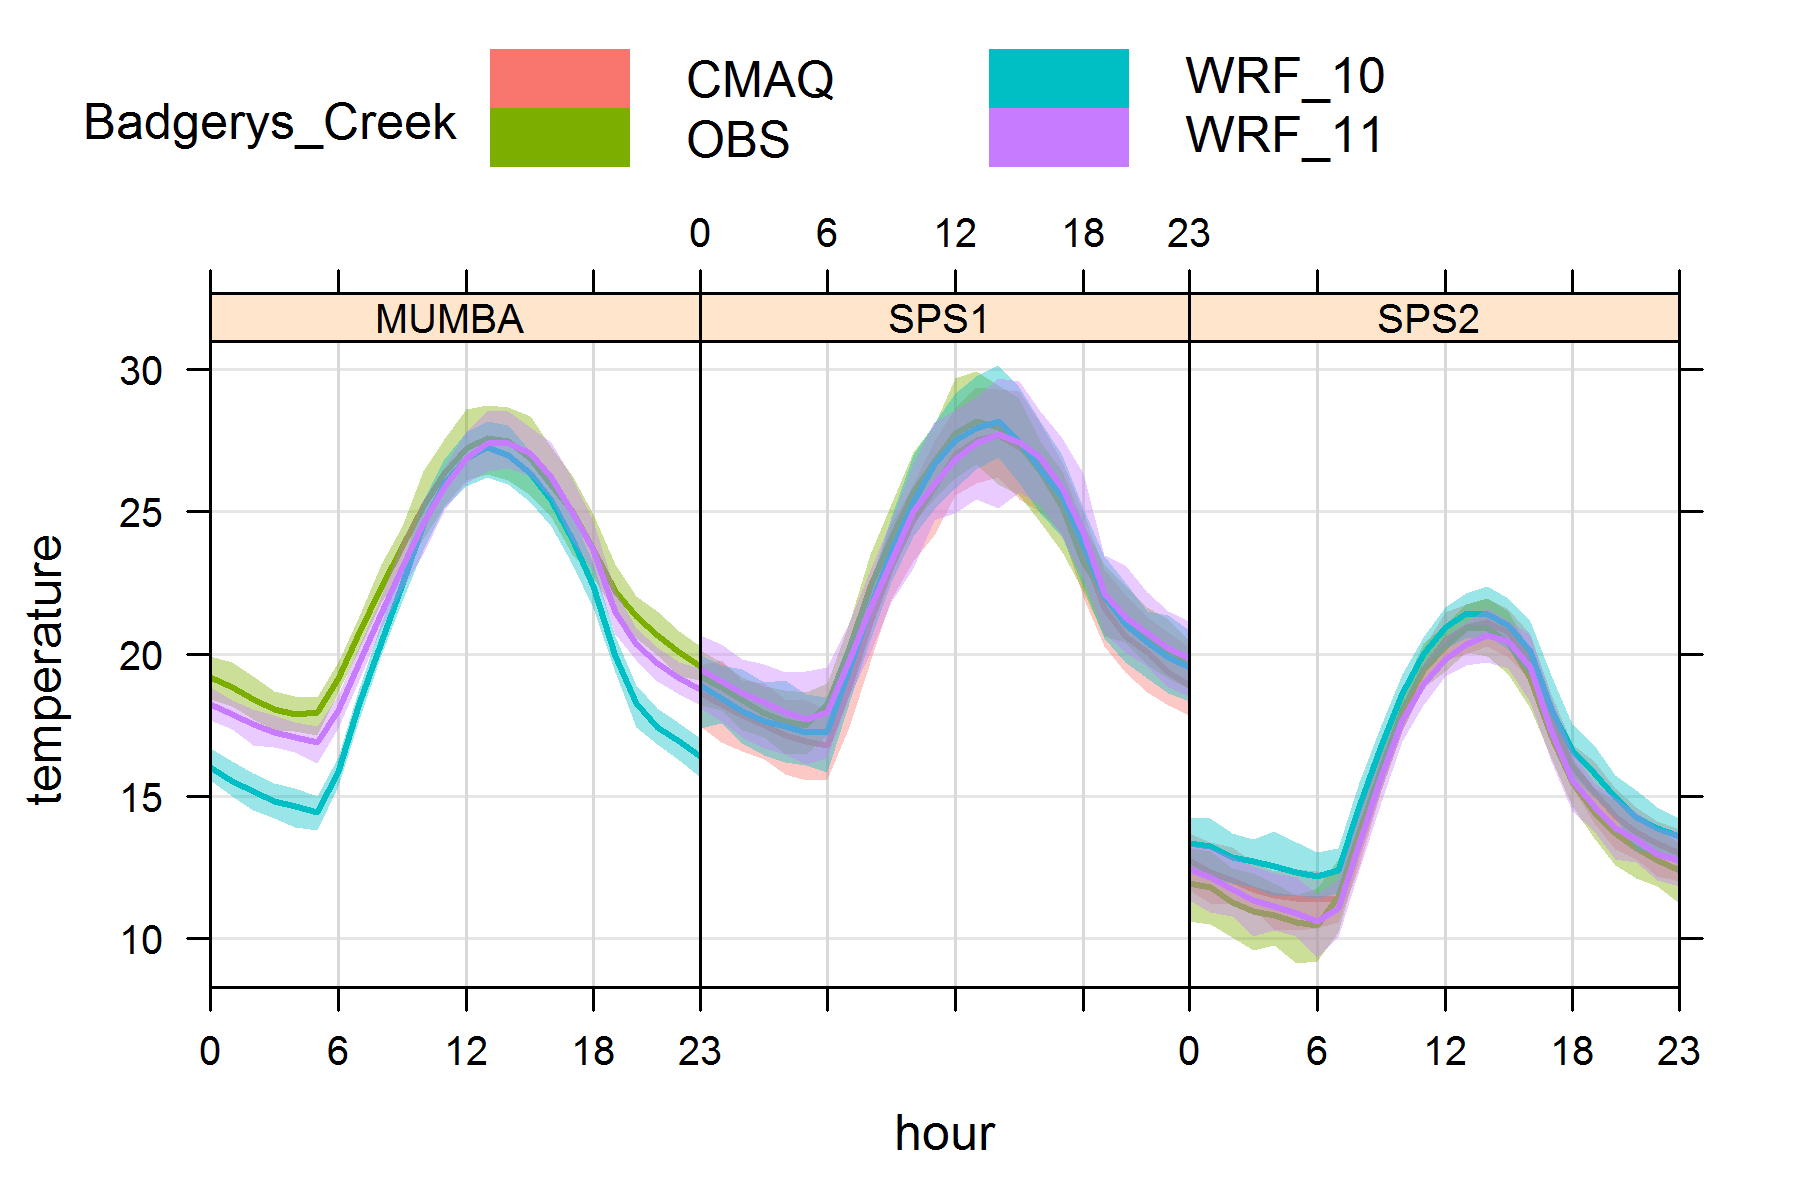 Badgerys_Creek
CMAQ WRF_10
OBS WRF_11
0 6 12 18 23
MUMBA SPS1 SPS2
30
25
20
15
10
temperature
0 6 12 18 23 0 6 12 18 23
hour